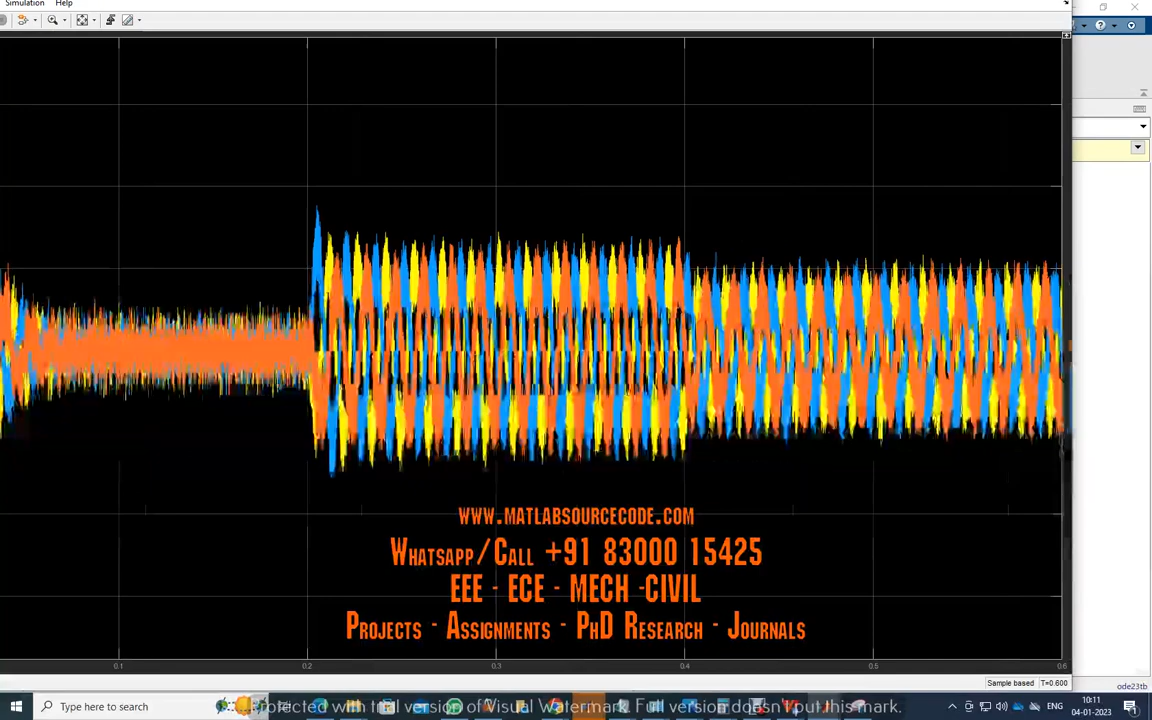 Simulation Help
www.matlabsourcecode.com
Whatsapp/Call +91 83000 15425
EEE - ECE - MECH -CIVIL
Projects - Assignments - PhD Research - Journals
0.1 0.2 0.3 0.4 0.5 0.6
Sample based T=0.600
ode23tb
Type here to search
Protected with trial version of Visual Watermark. Full version doesn't put this mark.
ENG
10:11
04-01-2023